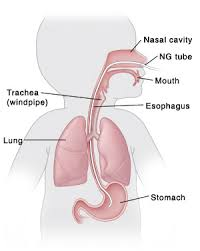 Nasal cavity
NG tube
Mouth
Trachea
(windpipe)
Esophagus
Lung
Stomach